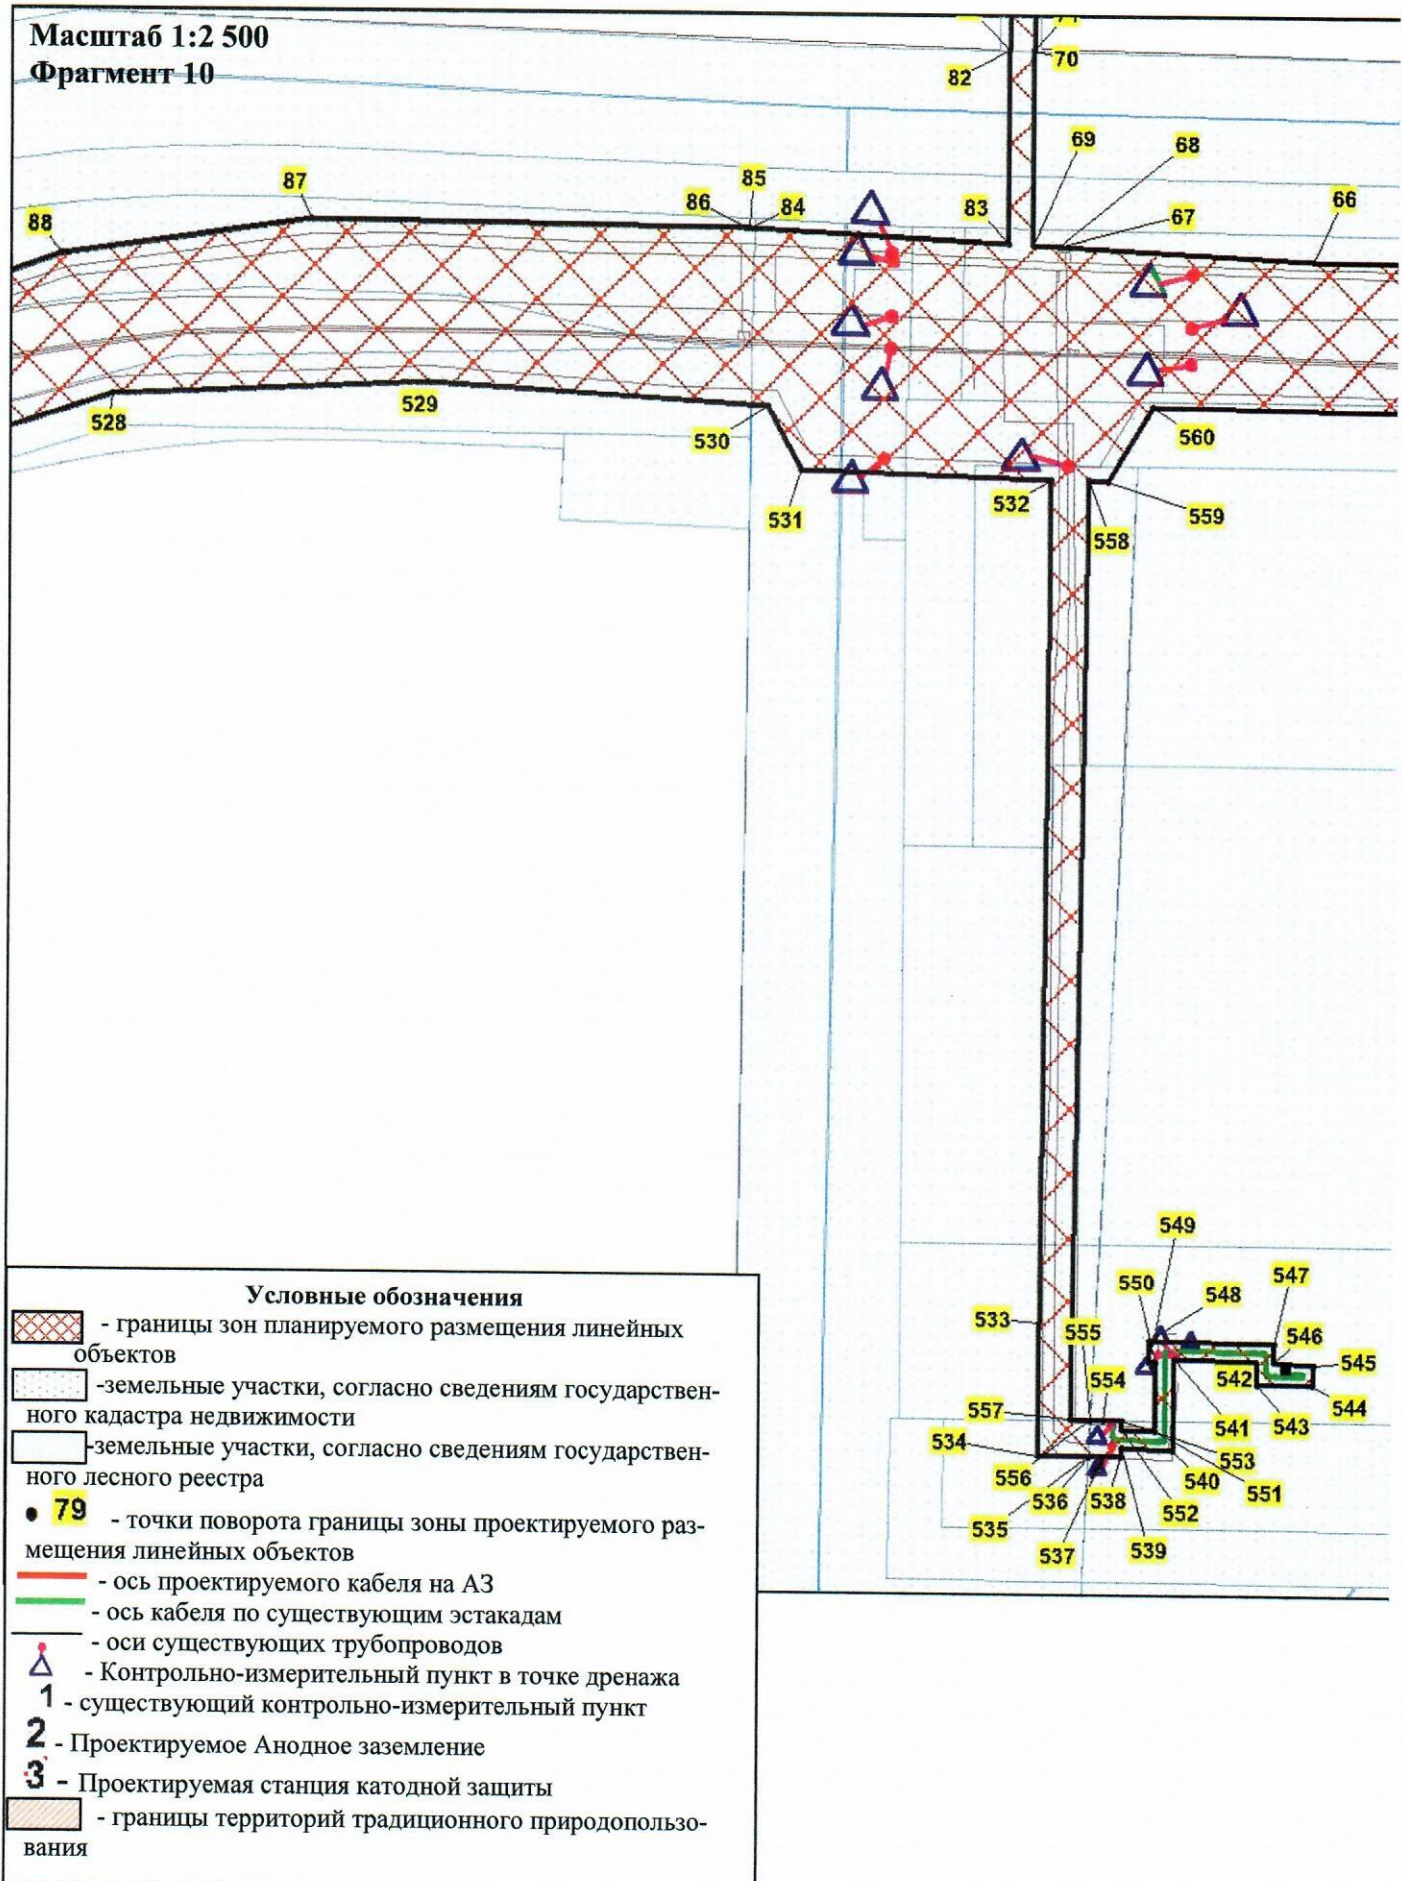 Масштаб 1:2 500
Фрагмент 10
82
70
69
68
87
85
86
84
83
67
66
88
528
529
530
560
531
532
559
558
549
550
548
547
533
555
546
545
554
542
544
557
541
543
534
553
556
540
551
536
538
552
535
537
539
Условные обозначения
- границы зон планируемого размещения линейных
объектов
-земельные участки, согласно сведениям государствен-
ного кадастра недвижимости
-земельные участки, согласно сведениям государствен-
ного лесного реестра
79 - точки поворота границы зоны проектируемого раз-
мещения линейных объектов
- ось проектируемого кабеля на АЗ
- ось кабеля по существующим эстакадам
- оси существующих трубопроводов
- Контрольно-измерительный пункт в точке дренажа
1 - существующий контрольно-измерительный пункт
2 - Проектируемое Анодное заземление
3 - Проектируемая станция катодной защиты
- границы территорий традиционного природопользо-
вания